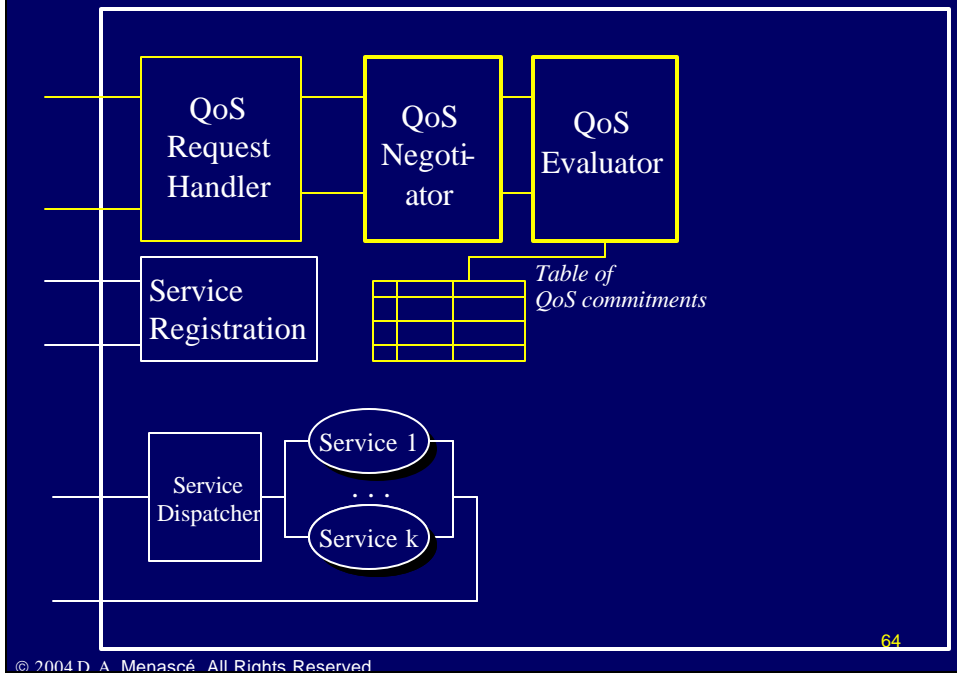 QoS
Request
Handler
QoS
Negoti-
ator
QoS
Evaluator
Table of
QoS commitments
Service
Registration
Service
Dispatcher
Service 1
. . .
Service k
64
© 2004 D. A. Menascé. All Rights Reserved.